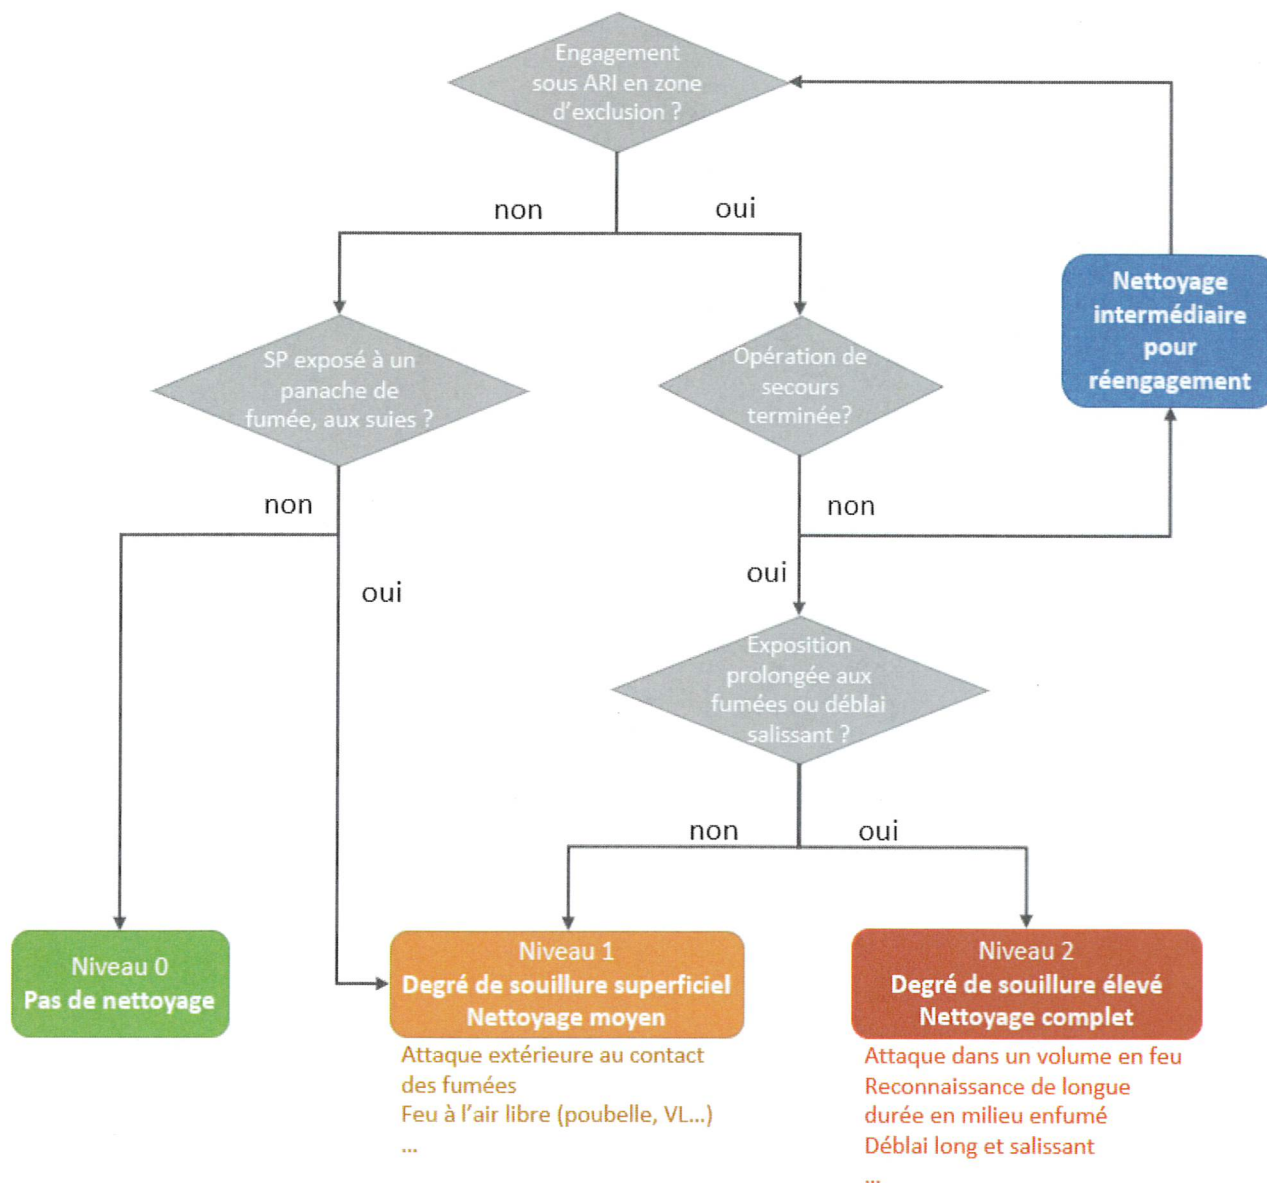 Engagement
sous ARI en zone
d'exclusion ?
non
oui
Nettoyage
intermédiaire
pour
réengagement
SP exposé à un
panache de
fumée, aux suies ?
Opération de
secours
terminée?
non
non
oui
oui
Exposition
prolongée aux
fumées ou déblai
salissant ?
non
oui
Niveau 0
Pas de nettoyage
Niveau 1
Degré de souillure superficiel
Nettoyage moyen
Attaque extérieure au contact
des fumées
Feu à l'air libre (poubelle, VL...)
...
Niveau 2
Degré de souillure élevé
Nettoyage complet
Attaque dans un volume en feu
Reconnaissance de longue
durée en milieu enfumé
Déblai long et salissant
...